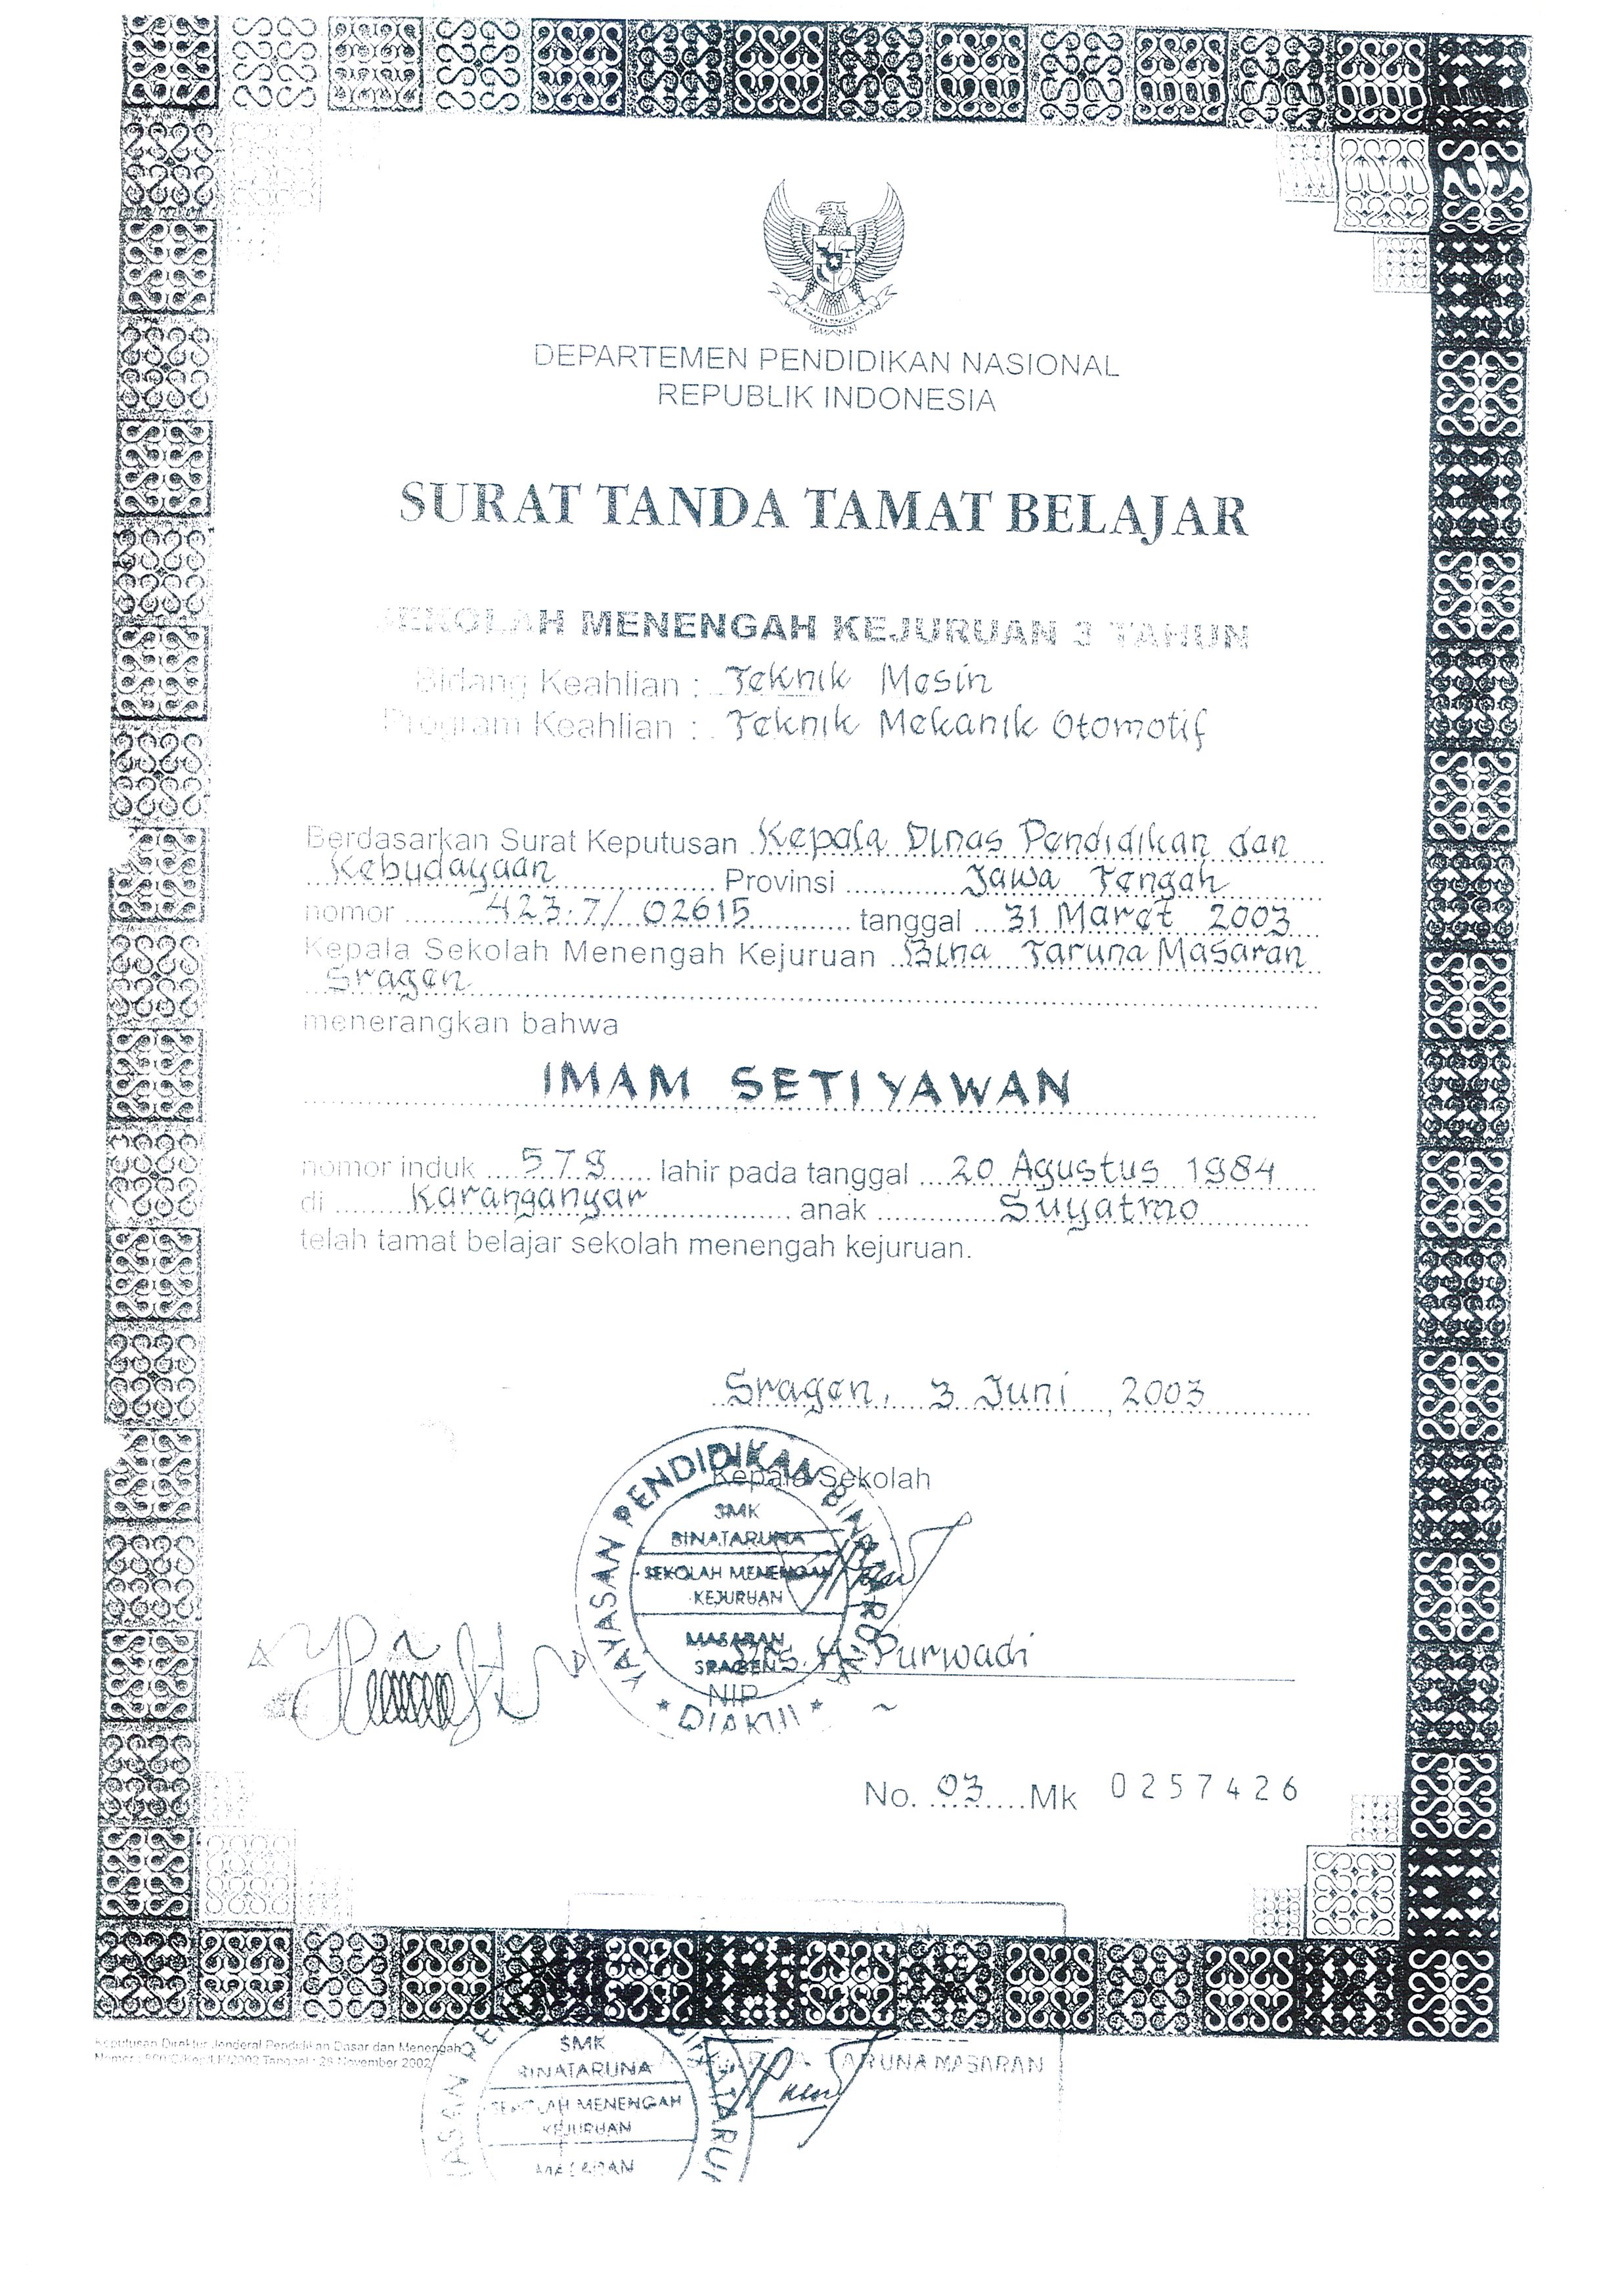 DEPARTEMEN PENDIDIKAN NASIONAL
REPUBLIK INDONESIA
SURAT TANDA TAMAT BELAJAR
SEKOLAH MENENGAH KEJURUAN 3 TAHUN
Bidang Keahlian : Teknik Mesin
Program Keahlian : Teknik Mekanik Otomotif
Berdasarkan Surat Keputusan Kepala Dinas Pendidikan dan
Kebudayaan Provinsi Jawa Tengah
nomor 423.7/ 02615 tanggal 31 Maret 2003
Kepala Sekolah Menengah Kejuruan Bina Taruna Masaran
Sragen
menerangkan bahwa
IMAM SETIYAWAN
nomor induk 579 lahir pada tanggal 20 Agustus 1984
di Karanganyar anak Suyatmo
telah tamat belajar sekolah menengah kejuruan.
Sragen, 3 Juni, 2003
Kepala Sekolah
YAYASAN PENDIDIKAN BINA TARUNA
SMK
BINATARUNA
SEKOLAH MENENGAH
KEJURUAN
MASARAN
SRAGEN
* DIAKUI *
Purwadi
NIP
No. 03 Mk 0257426
Keputusan Direktur Jenderal Pendidikan Dasar dan Menengah
Tanggal : 28 November 2002
SMK
BINATARUNA
SEKOLAH MENENGAH
KEJURUAN
MASARAN
TARUNA MASARAN